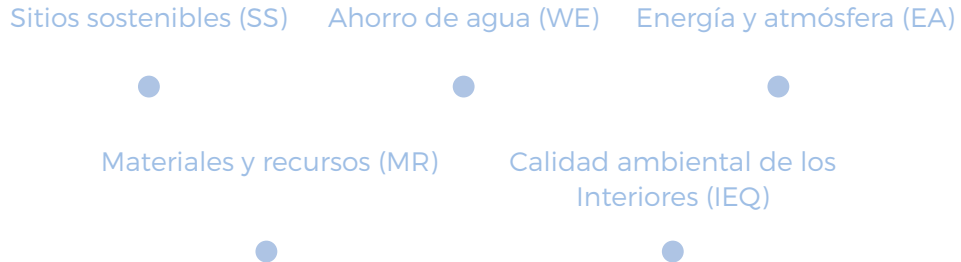 Sitios sostenibles (SS)
Ahorro de agua (WE)
Energía y atmósfera (EA)
Materiales y recursos (MR)
Calidad ambiental de los
Interiores (IEQ)